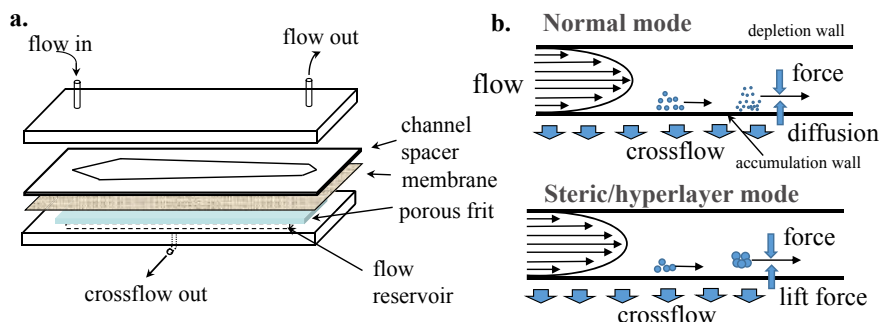 a.
flow in
flow out
channel
spacer
membrane
porous frit
flow
reservoir
crossflow out
b.
Normal mode
depletion wall
flow
force
diffusion
crossflow
accumulation wall
Steric/hyperlayer mode
force
lift force
crossflow